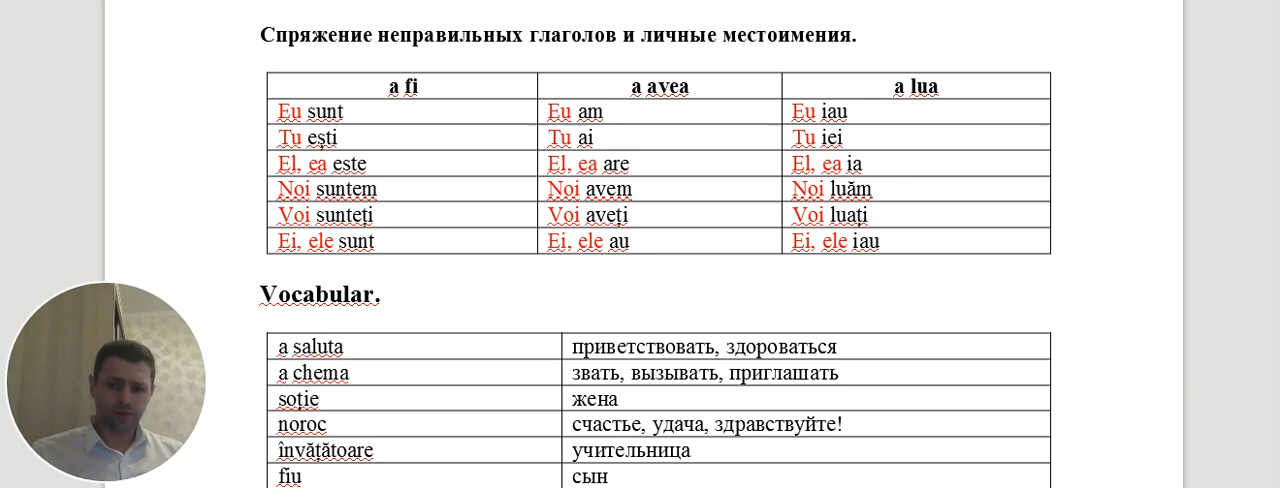 Спряжение неправильных глаголов и личные местоимения.
a fi a avea a lua
Eu sunt Eu am Eu iau
Tu ești Tu ai Tu iei
El, ea este El, ea are El, ea ia
Noi suntem Noi avem Noi luăm
Voi sunteți Voi aveți Voi luați
Ei, ele sunt Ei, ele au Ei, ele iau
Vocabular.
a saluta приветствовать, здороваться
a chema звать, вызывать, приглашать
soție жена
noroc счастье, удача, здравствуйте!
învățătoare учительница
fiu сын